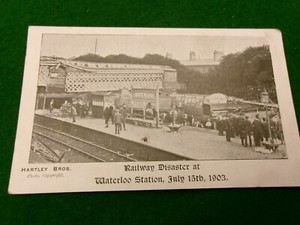 HARTLEY BROS.
Photo. Copyright.
Railway Disaster at
Waterloo Station, July 15th, 1903.